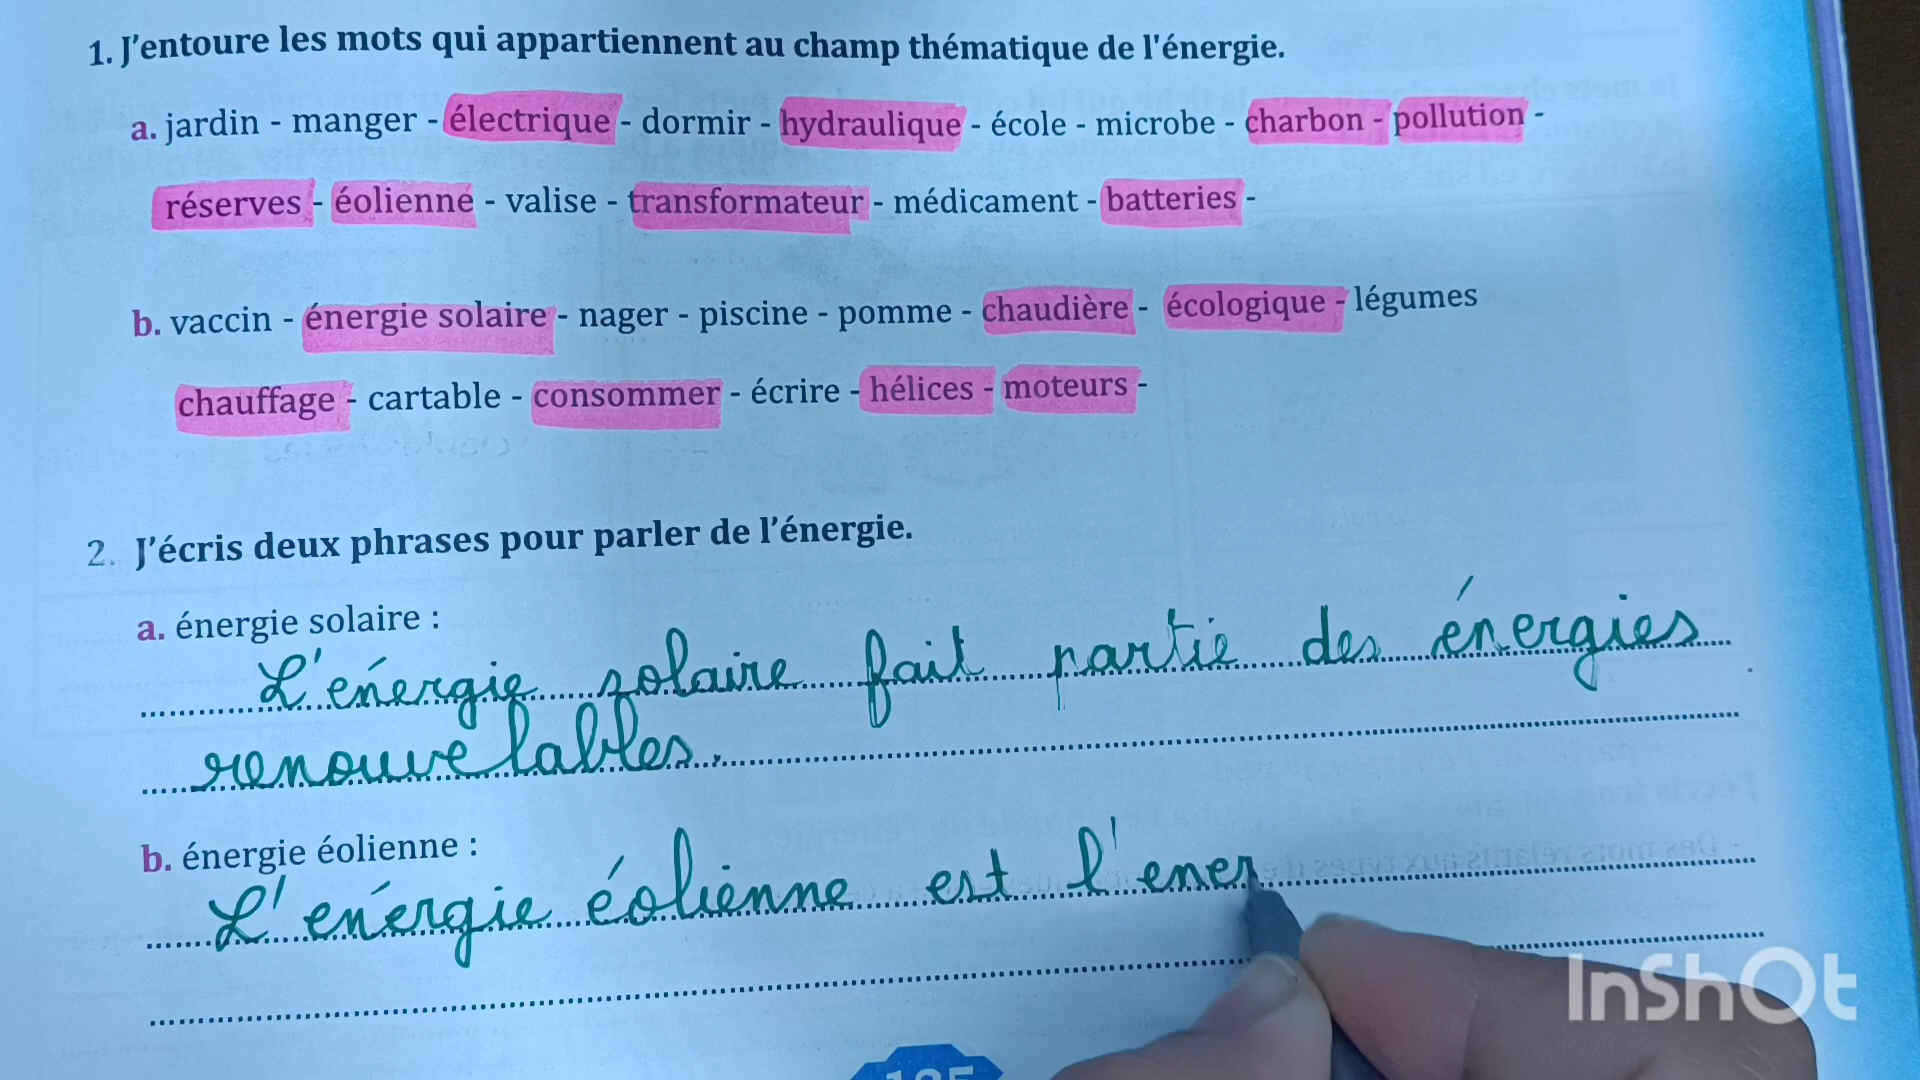 1. J'entoure les mots qui appartiennent au champ thématique de l'énergie.
a. jardin - manger - électrique - dormir - hydraulique - école - microbe - charbon - pollution -
réserves - éolienne - valise - transformateur - médicament - batteries -
b. vaccin - énergie solaire - nager - piscine - pomme - chaudière - écologique - légumes
chauffage - cartable - consommer - écrire - hélices - moteurs -
2. J'écris deux phrases pour parler de l'énergie.
a. énergie solaire :
L'énergie solaire fait partie des énergies
renouvelables.
b. énergie éolienne :
L'énergie éolienne est l'ener
InShOt